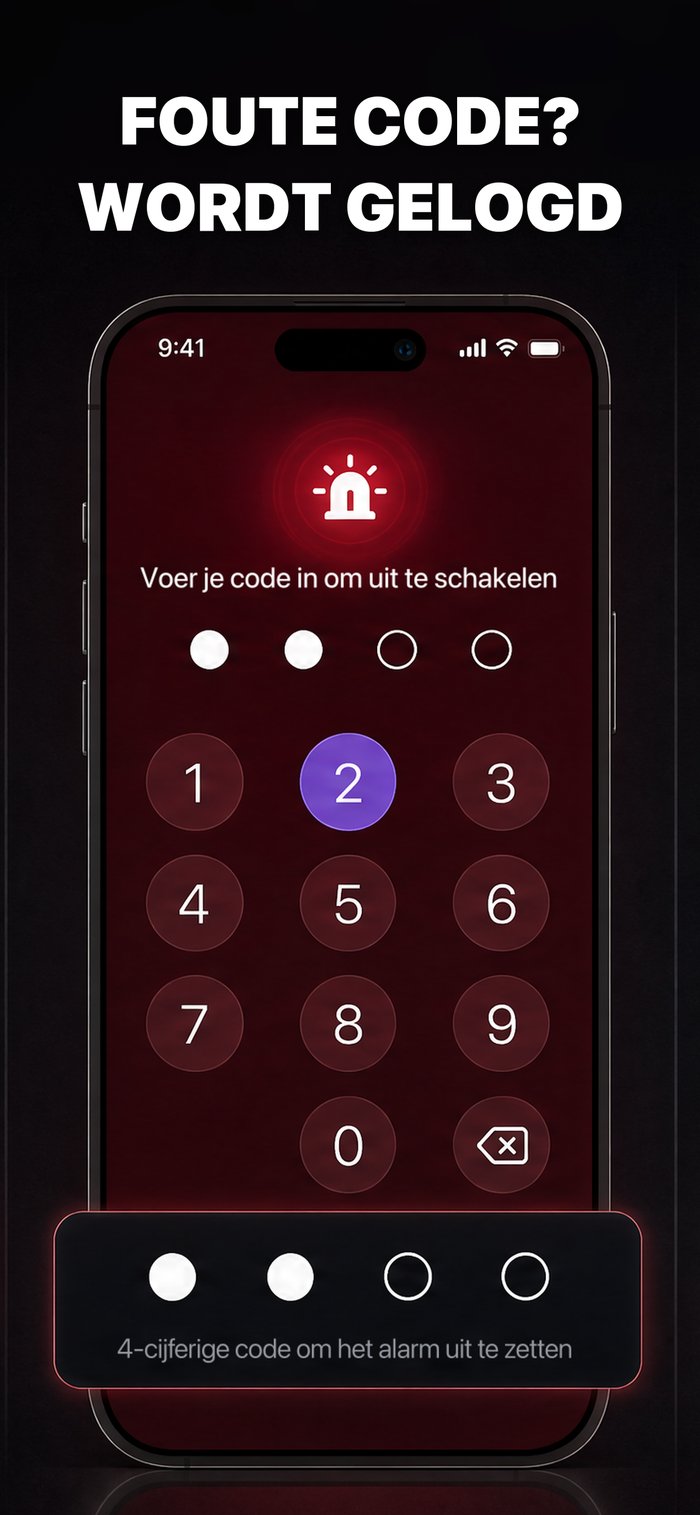 FOUTE CODE?
WORDT GELOGD
9:41
Voer je code in om uit te schakelen
1 2 3
4 5 6
7 8 9
0
4-cijferige code om het alarm uit te zetten